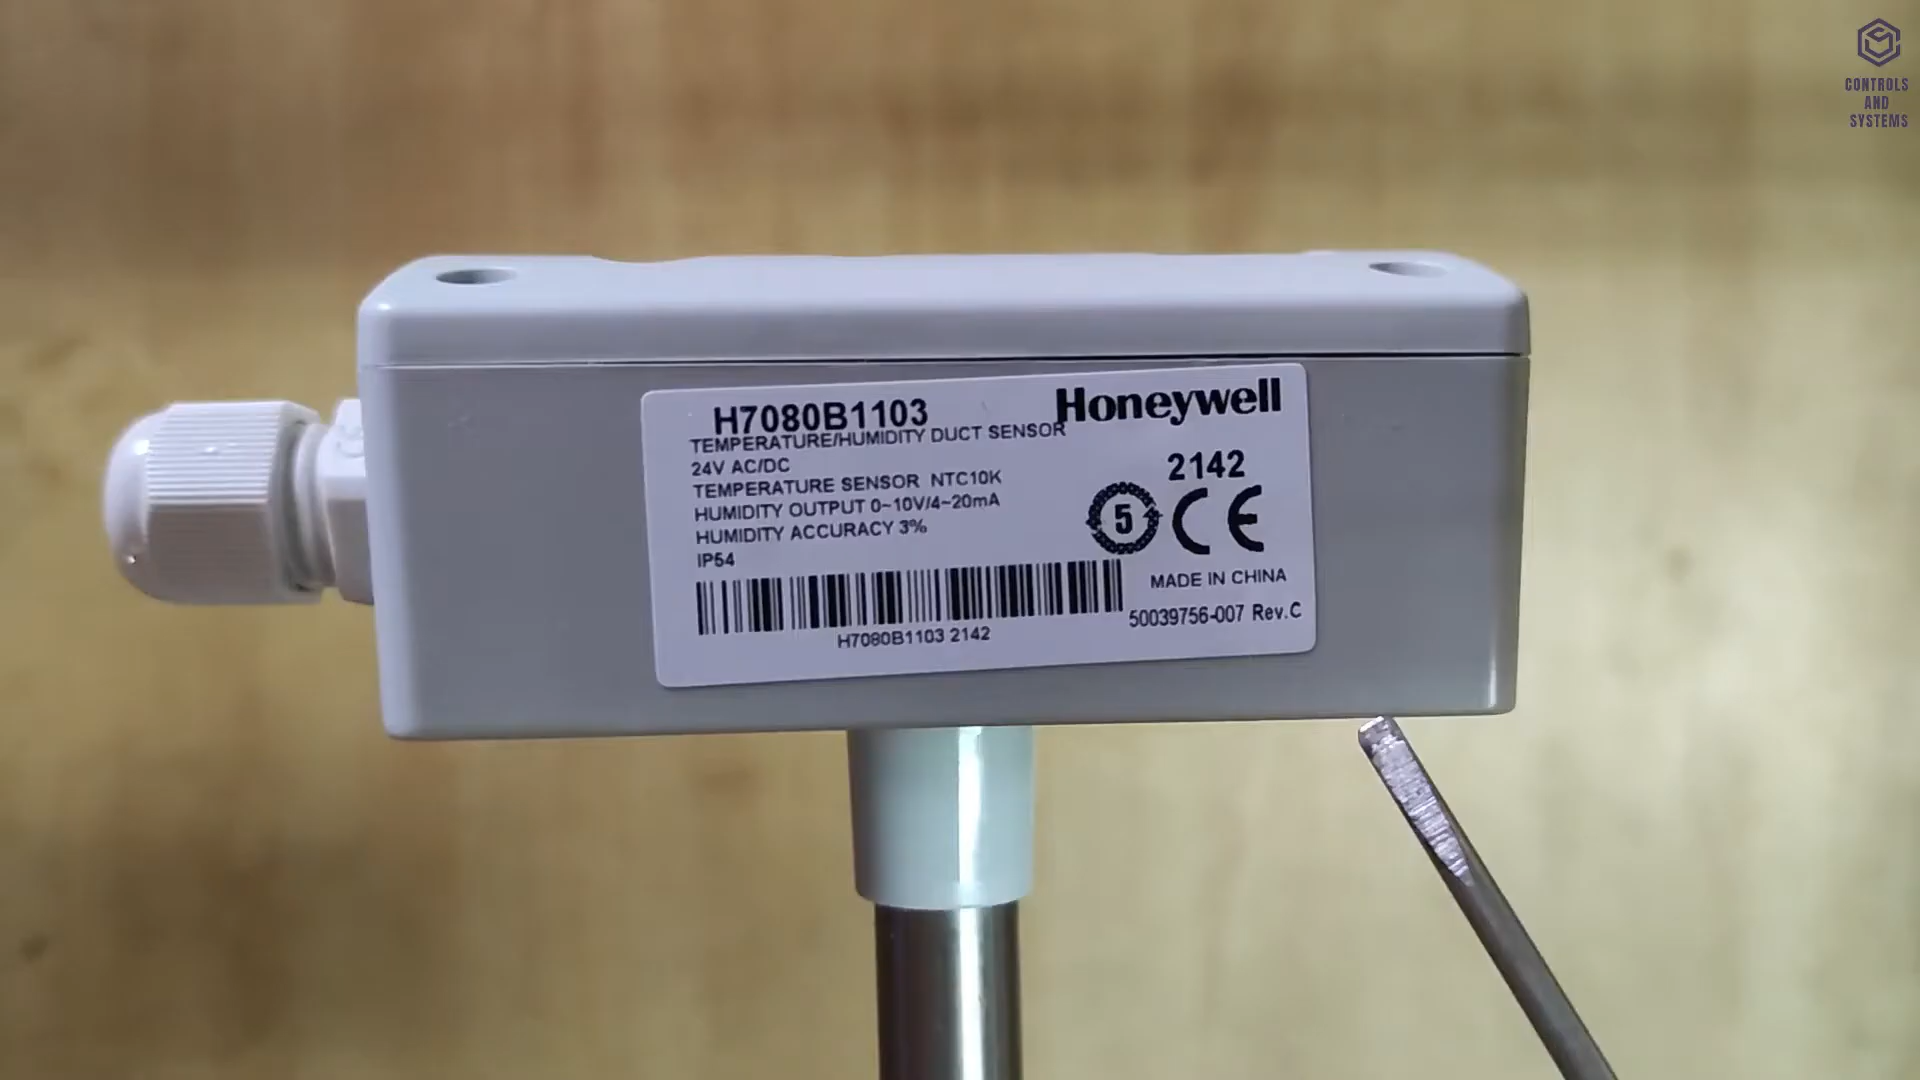 CONTROLS
AND
SYSTEMS
H7080B1103
Honeywell
TEMPERATURE/HUMIDITY DUCT SENSOR
24V AC/DC
2142
TEMPERATURE SENSOR NTC10K
HUMIDITY OUTPUT 0~10V/4~20mA
5 CE
HUMIDITY ACCURACY 3%
IP54
MADE IN CHINA
50039756-007 Rev.C
H7080B1103 2142